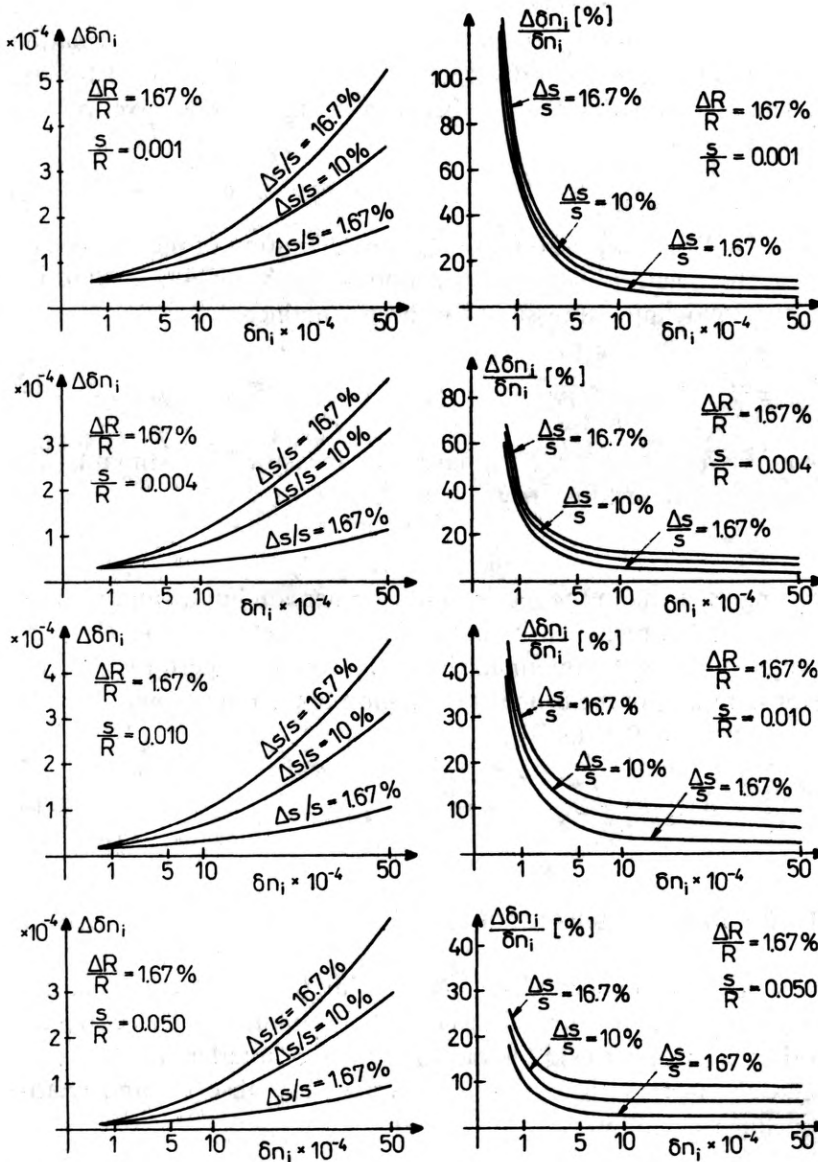 ×10⁻⁴ Δδnᵢ
5
4
3
2
1
ΔR/R = 1.67%
s/R = 0.001
Δs/s = 16.7%
Δs/s = 10%
Δs/s = 1.67%
1 5 10 50
δnᵢ × 10⁻⁴
Δδnᵢ/δnᵢ [%]
100
80
60
40
20
Δs/s = 16.7%
ΔR/R = 1.67%
s/R = 0.001
Δs/s = 10%
Δs/s = 1.67%
1 5 10 50
δnᵢ × 10⁻⁴
×10⁻⁴ Δδnᵢ
3
2
1
ΔR/R = 1.67%
s/R = 0.004
Δs/s = 16.7%
Δs/s = 10%
Δs/s = 1.67%
1 5 10 50
δnᵢ × 10⁻⁴
Δδnᵢ/δnᵢ [%]
80
60
40
20
Δs/s = 16.7%
ΔR/R = 1.67%
s/R = 0.004
Δs/s = 10%
Δs/s = 1.67%
1 5 10 50
δnᵢ × 10⁻⁴
×10⁻⁴ Δδnᵢ
4
3
2
1
ΔR/R = 1.67%
s/R = 0.010
Δs/s = 16.7%
Δs/s = 10%
Δs/s = 1.67%
1 5 10 50
δnᵢ × 10⁻⁴
Δδnᵢ/δnᵢ [%]
40
30
20
10
Δs/s = 16.7%
ΔR/R = 1.67%
s/R = 0.010
Δs/s = 10%
Δs/s = 1.67%
1 5 10 50
δnᵢ × 10⁻⁴
×10⁻⁴ Δδnᵢ
3
2
1
ΔR/R = 1.67%
s/R = 0.050
Δs/s = 16.7%
Δs/s = 10%
Δs/s = 1.67%
1 5 10 50
δnᵢ × 10⁻⁴
Δδnᵢ/δnᵢ [%]
40
30
20
10
Δs/s = 16.7%
ΔR/R = 1.67%
s/R = 0.050
Δs/s = 10%
Δs/s = 167%
1 5 10 50
δnᵢ × 10⁻⁴